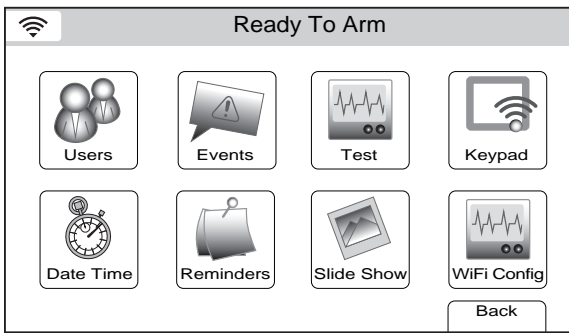 Ready To Arm
Users
Events
Test
Keypad
Date Time
Reminders
Slide Show
WiFi Config
Back